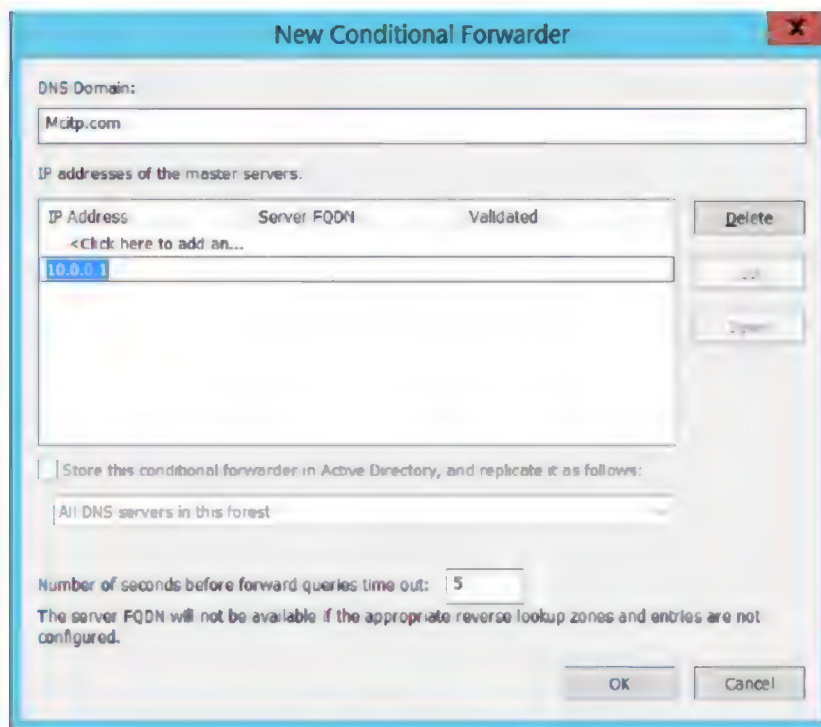 New Conditional Forwarder
DNS Domain:
Mcitp.com
IP addresses of the master servers.
IP Address Server FQDN Validated
<Click here to add an...
10.0.0.1
Delete
Store this conditional forwarder in Active Directory, and replicate it as follows:
All DNS servers in this forest
Number of seconds before forward queries time out: 5
The server FQDN will not be available if the appropriate reverse lookup zones and entries are not
configured.
OK Cancel